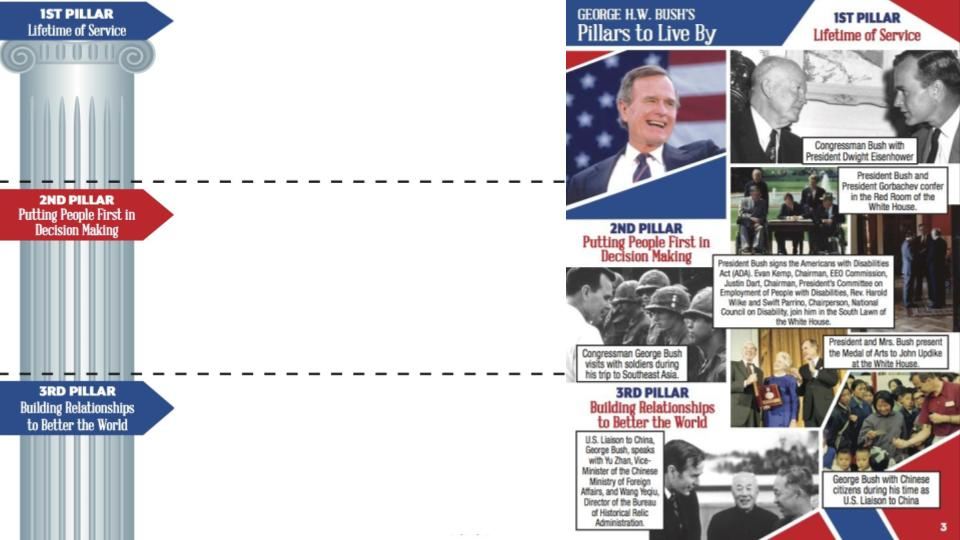 1ST PILLAR
Lifetime of Service
2ND PILLAR
Putting People First in
Decision Making
3RD PILLAR
Building Relationships
to Better the World
GEORGE H.W. BUSH'S
Pillars to Live By
1ST PILLAR
Lifetime of Service
Congressman Bush with
President Dwight Eisenhower
President Bush and
President Gorbachev confer
in the Red Room of the
White House.
2ND PILLAR
Putting People First in
Decision Making
President Bush signs the Americans with Disabilities
Act (ADA). Evan Kemp, Chairman, EEO Commission,
Justin Dart, Chairman, President's Committee on
Employment of People with Disabilities, Rev. Harold
Wilke and Swift Parrino, Chairperson, National
Council on Disability, join him in the South Lawn of
the White House.
Congressman George Bush
visits with soldiers during
his trip to Southeast Asia.
President and Mrs. Bush present
the Medal of Arts to John Updike
at the White House.
3RD PILLAR
Building Relationships
to Better the World
U.S. Liaison to China,
George Bush, speaks
with Yu Zhan, Vice-
Minister of the Chinese
Ministry of Foreign
Affairs, and Wang Yeqiu,
Director of the Bureau
of Historical Relic
Administration.
George Bush with Chinese
citizens during his time as
U.S. Liaison to China
3